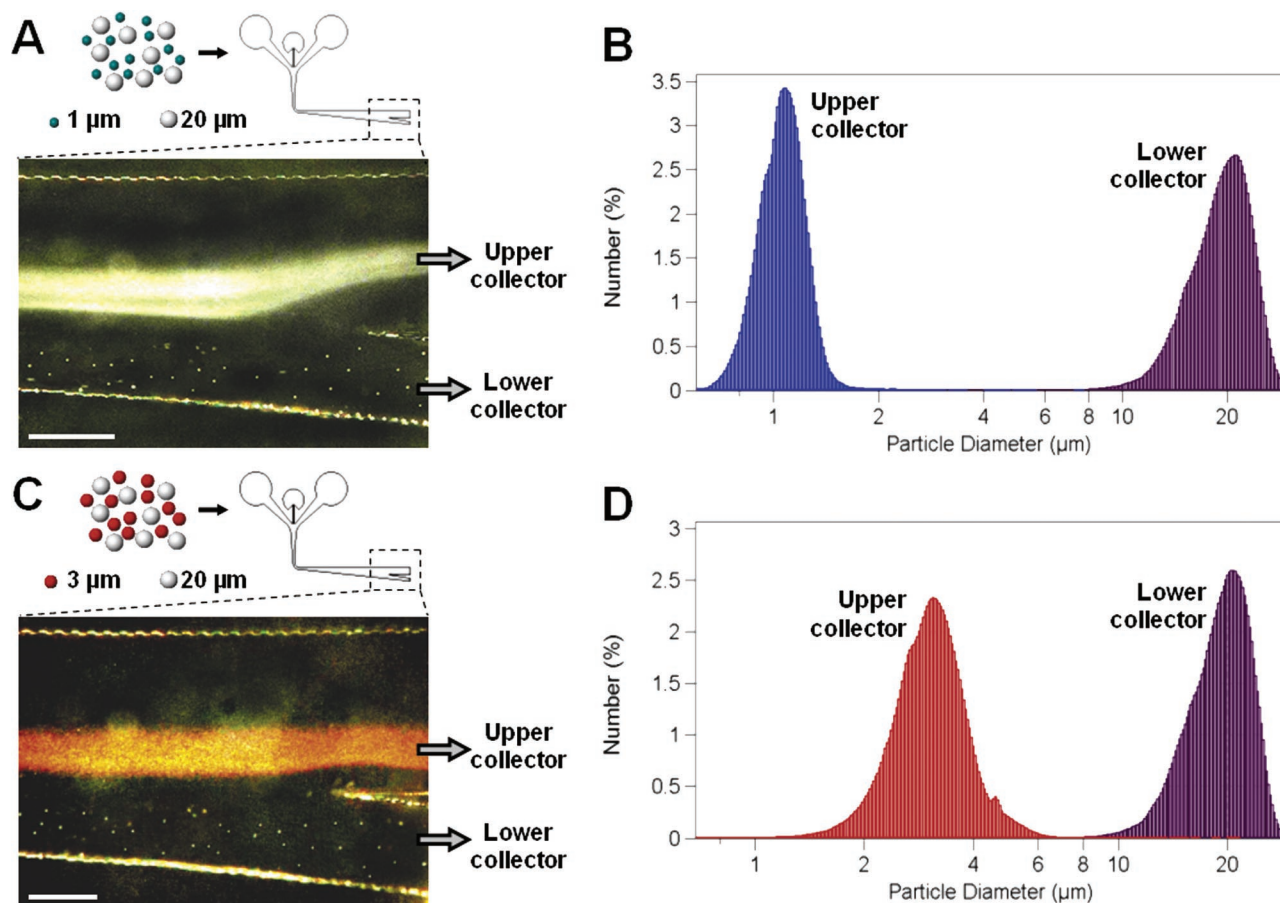 A
1 µm
20 µm
Upper
collector
Lower
collector
B
Number (%)
3.5
3
2.5
2
1.5
1
0.5
0
Upper
collector
Lower
collector
1
2
4
6
8
10
20
Particle Diameter (µm)
C
3 µm
20 µm
Upper
collector
Lower
collector
D
Number (%)
3
2.5
2
1.5
1
0.5
0
Upper
collector
Lower
collector
1
2
4
6
8
10
20
Particle Diameter (µm)